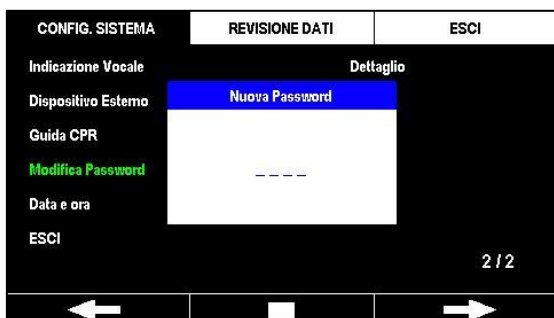 CONFIG. SISTEMA REVISIONE DATI ESCI
Indicazione Vocale Dettaglio
Dispositivo Esterno
Nuova Password
Guida CPR
Modifica Password
_ _ _ _
Data e ora
ESCI
2 / 2